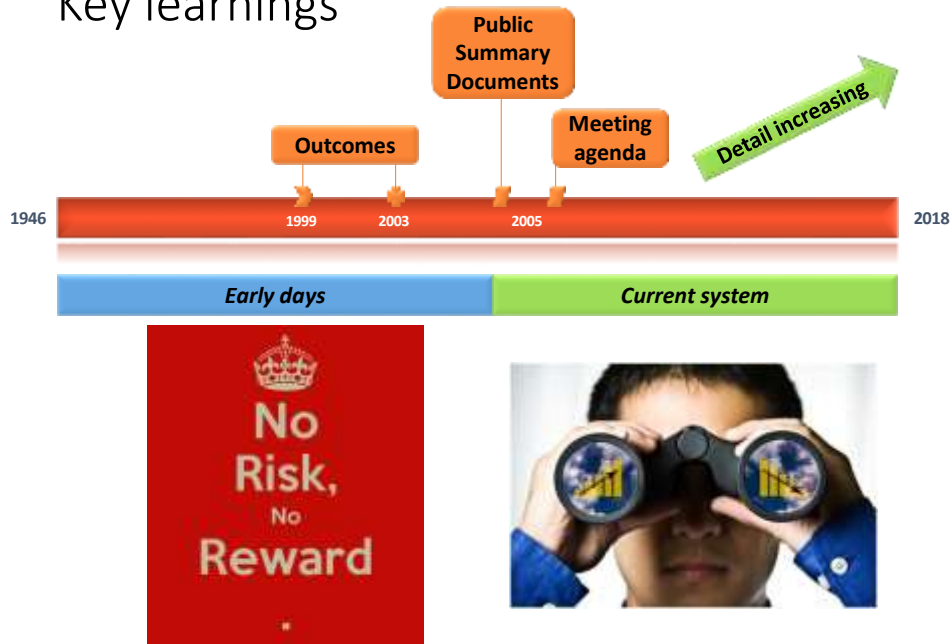 Key learnings
Public
Summary
Documents
Meeting
agenda
Detail increasing
Outcomes
1946
1999
2003
2005
2018
Early days
Current system
No
Risk,
No
Reward